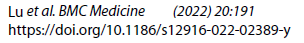 Lu et al. BMC Medicine (2022) 20:191
https://doi.org/10.1186/s12916-022-02389-y